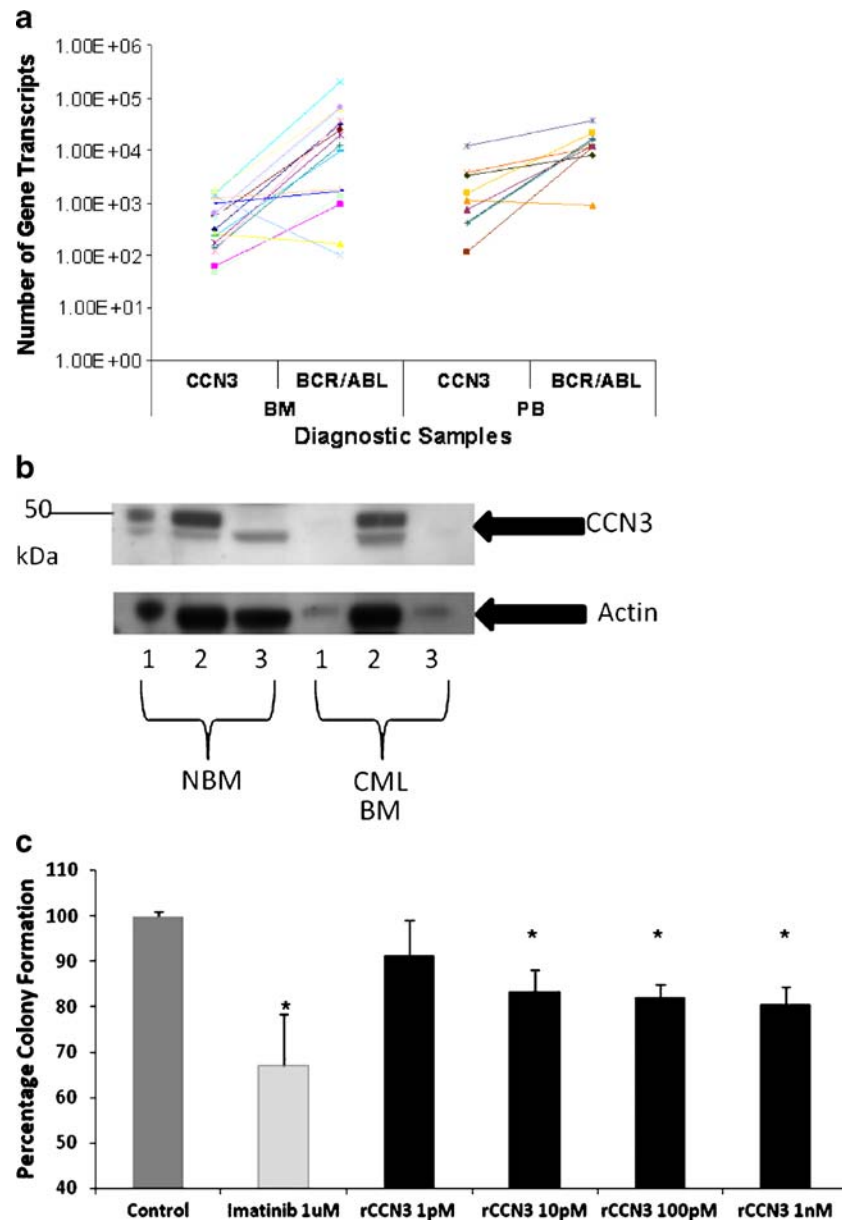 a
Number of Gene Transcripts
1.00E+06
1.00E+05
1.00E+04
1.00E+03
1.00E+02
1.00E+01
1.00E+00
CCN3 BCR/ABL CCN3 BCR/ABL
BM PB
Diagnostic Samples
b
50
kDa
CCN3
Actin
1 2 3 1 2 3
NBM CML
BM
c
Percentage Colony Formation
110
100
90
80
70
60
50
40
* * * *
Control Imatinib 1uM rCCN3 1pM rCCN3 10pM rCCN3 100pM rCCN3 1nM